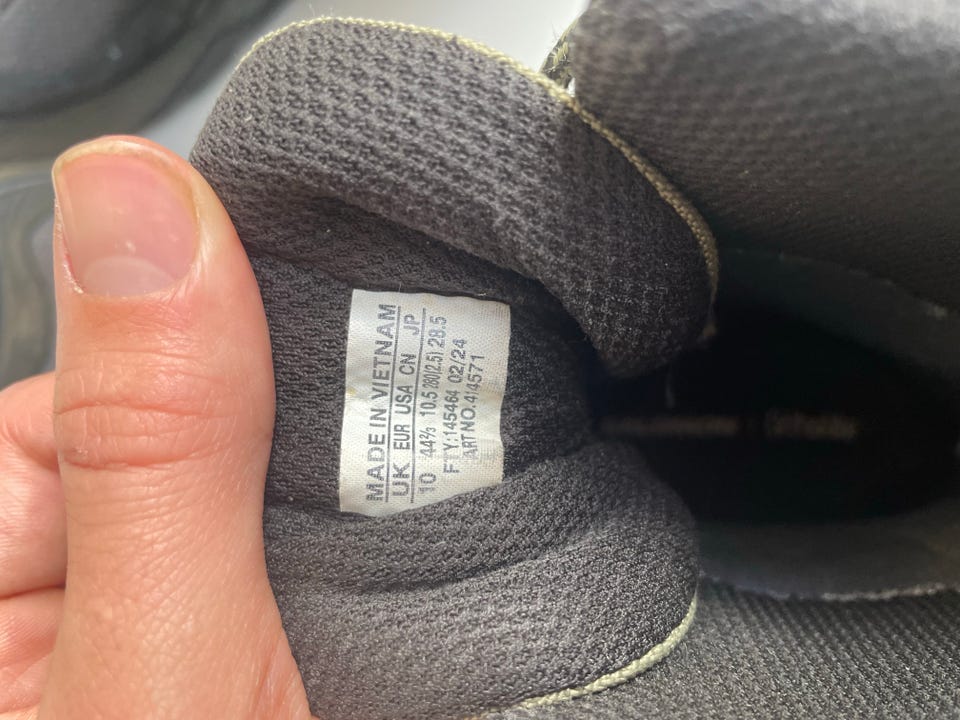 MADE IN VIETNAM
UK EUR USA CN JP
10 44⅔ 10.5 280(2.5) 28.5
FTY:145464 02/24
ART NO.414571